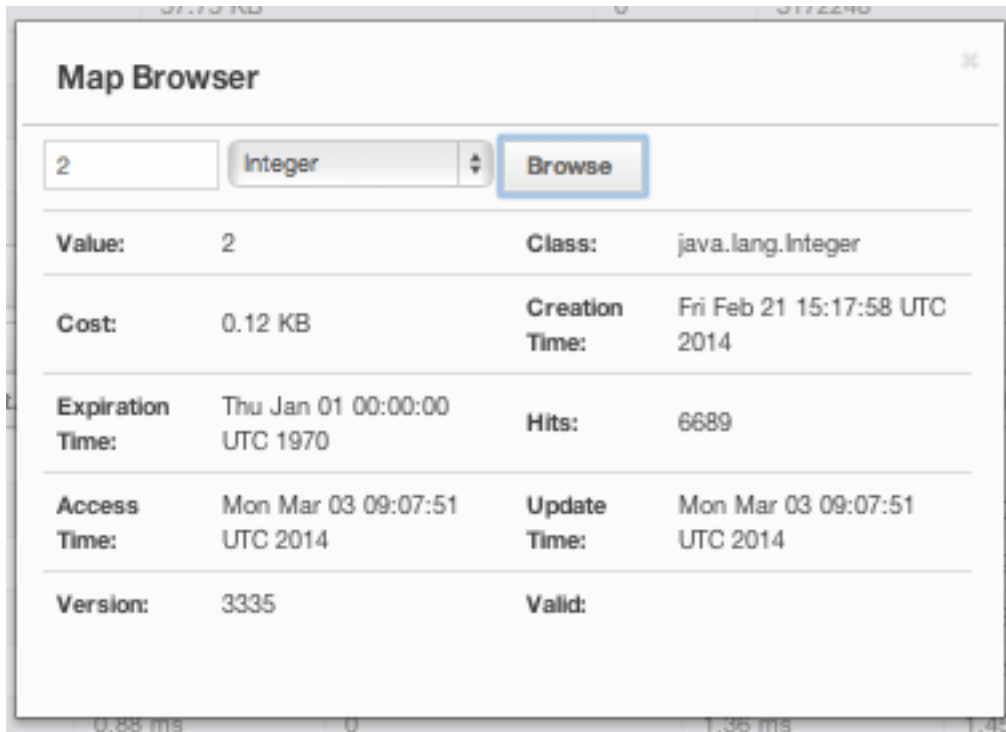 Map Browser
2 Integer Browse
Value: 2 Class: java.lang.Integer
Cost: 0.12 KB Creation Time: Fri Feb 21 15:17:58 UTC 2014
Expiration Time: Thu Jan 01 00:00:00 UTC 1970 Hits: 6689
Access Time: Mon Mar 03 09:07:51 UTC 2014 Update Time: Mon Mar 03 09:07:51 UTC 2014
Version: 3335 Valid:
0.88 ms 0 1.36 ms